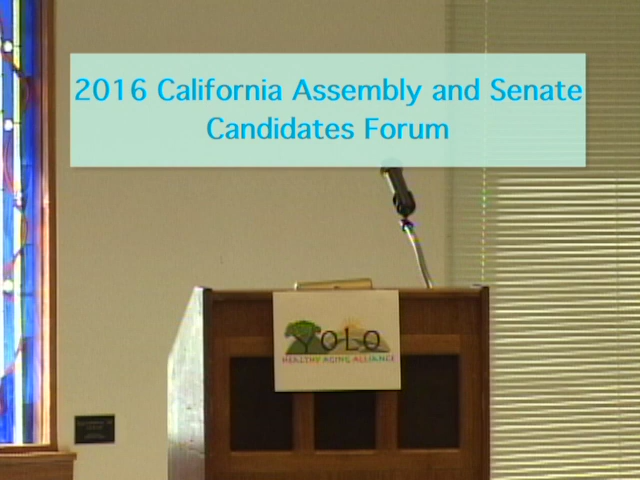 2016 California Assembly and Senate
Candidates Forum
YOLO
HEALTHY AGING ALLIANCE